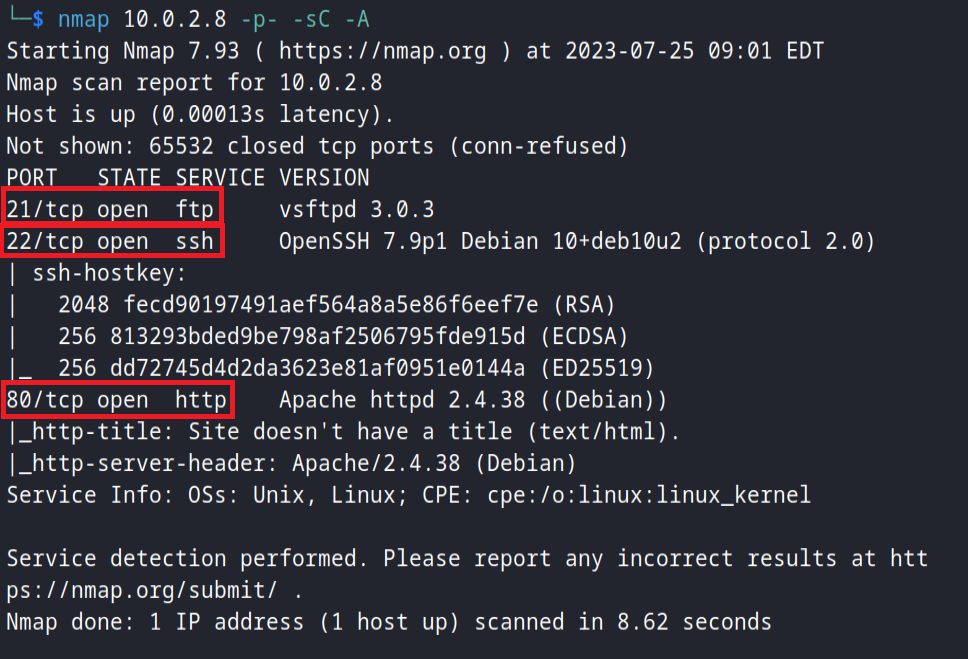 └─$ nmap 10.0.2.8 -p- -sC -A
Starting Nmap 7.93 ( https://nmap.org ) at 2023-07-25 09:01 EDT
Nmap scan report for 10.0.2.8
Host is up (0.00013s latency).
Not shown: 65532 closed tcp ports (conn-refused)
PORT   STATE SERVICE VERSION
21/tcp open  ftp     vsftpd 3.0.3
22/tcp open  ssh     OpenSSH 7.9p1 Debian 10+deb10u2 (protocol 2.0)
| ssh-hostkey:
|   2048 fecd90197491aef564a8a5e86f6eef7e (RSA)
|   256 813293bded9be798af2506795fde915d (ECDSA)
|_  256 dd72745d4d2da3623e81af0951e0144a (ED25519)
80/tcp open  http    Apache httpd 2.4.38 ((Debian))
|_http-title: Site doesn't have a title (text/html).
|_http-server-header: Apache/2.4.38 (Debian)
Service Info: OSs: Unix, Linux; CPE: cpe:/o:linux:linux_kernel
Service detection performed. Please report any incorrect results at htt
ps://nmap.org/submit/ .
Nmap done: 1 IP address (1 host up) scanned in 8.62 seconds